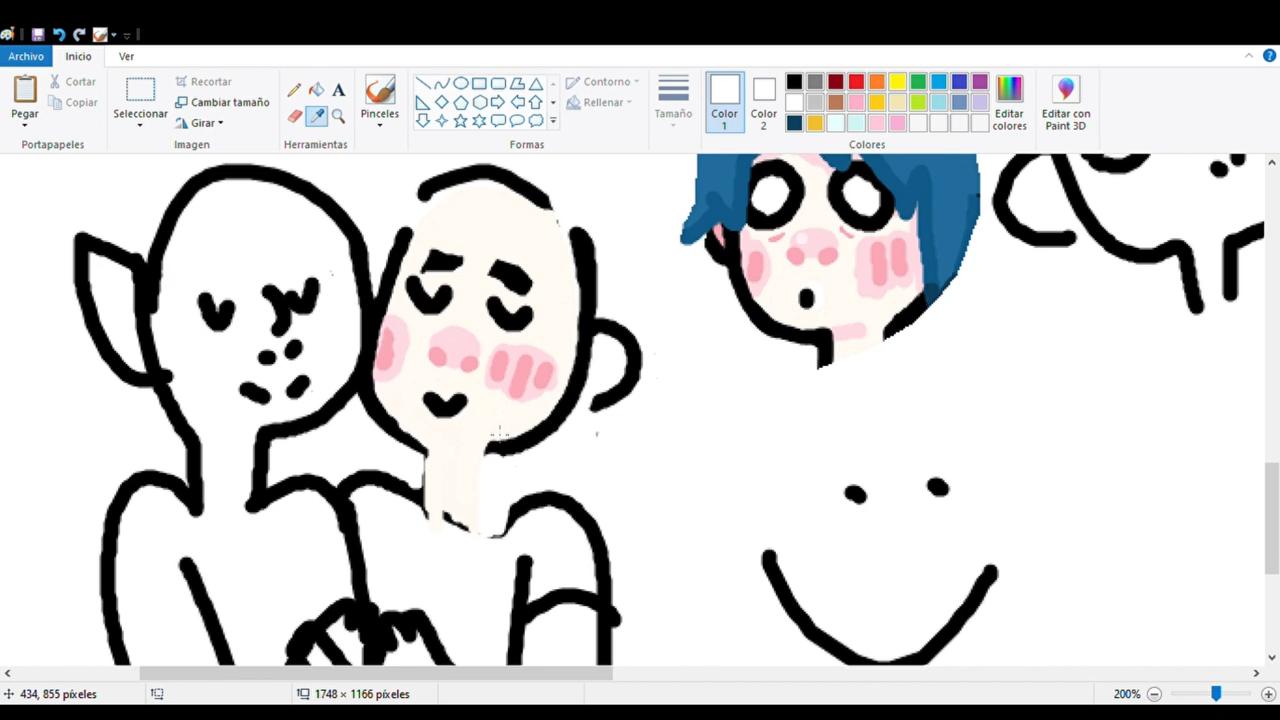 Archivo Inicio Ver
Cortar
Copiar
Pegar
Portapapeles
Seleccionar
Recortar
Cambiar tamaño
Girar
Imagen
A
Herramientas
Pinceles
Contorno
Rellenar
Formas
Tamaño
Color 1
Color 2
Editar colores
Colores
Editar con Paint 3D
434, 855 píxeles
1748 × 1166 píxeles
200%